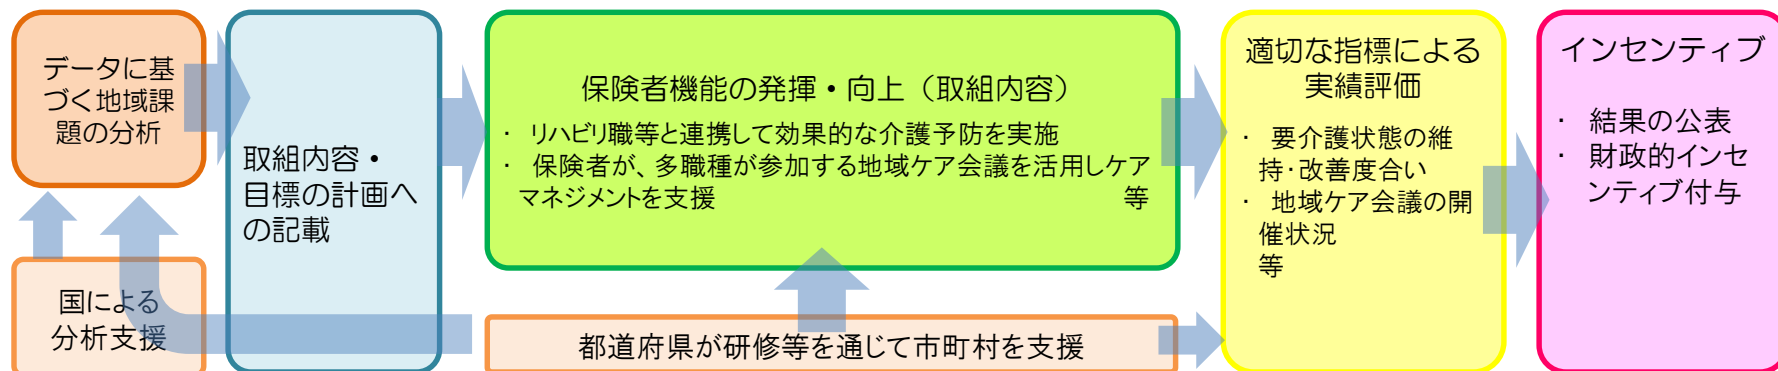 データに基
づく地域課
題の分析
国による
分析支援
取組内容・
目標の計画へ
の記載
保険者機能の発揮・向上（取組内容）
・ リハビリ職等と連携して効果的な介護予防を実施
・ 保険者が、多職種が参加する地域ケア会議を活用しケア
マネジメントを支援 等
都道府県が研修等を通じて市町村を支援
適切な指標による
実績評価
・ 要介護状態の維
持・改善度合い
・ 地域ケア会議の開
催状況
等
インセンティブ
・ 結果の公表
・ 財政的インセ
ンティブ付与